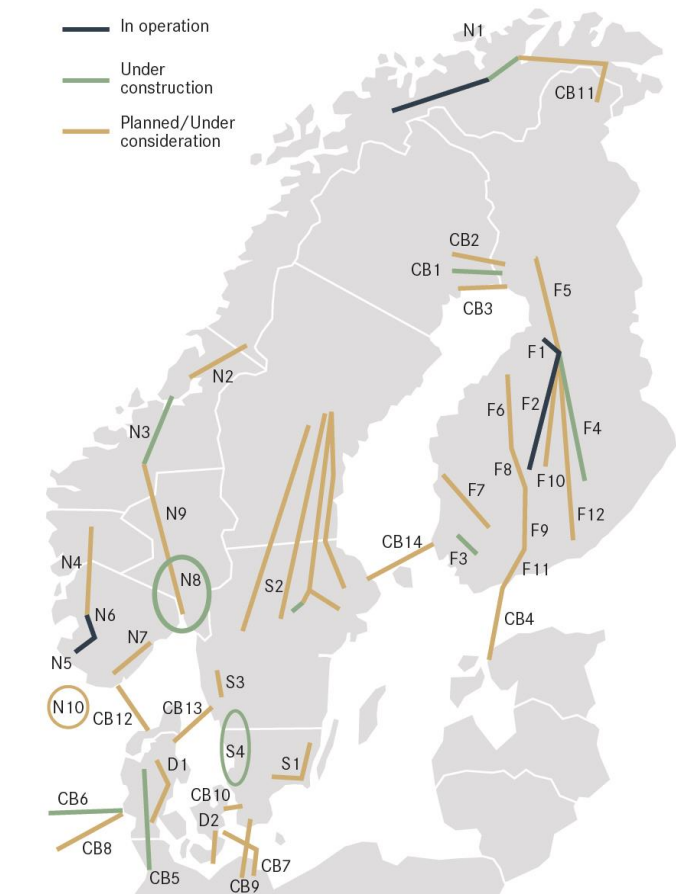 In operation
Under
construction
Planned/Under
consideration
N1
CB11
CB2
CB1
CB3
F5
F1
N2
F2
F6
F4
N3
F8
F10
F7
N9
F12
F9
CB14
F3
F11
N4
N8
S2
N6
CB4
N7
N5
S3
N10
CB12
CB13
S4
D1
S1
CB10
CB6
D2
CB8
CB7
CB5
CB9